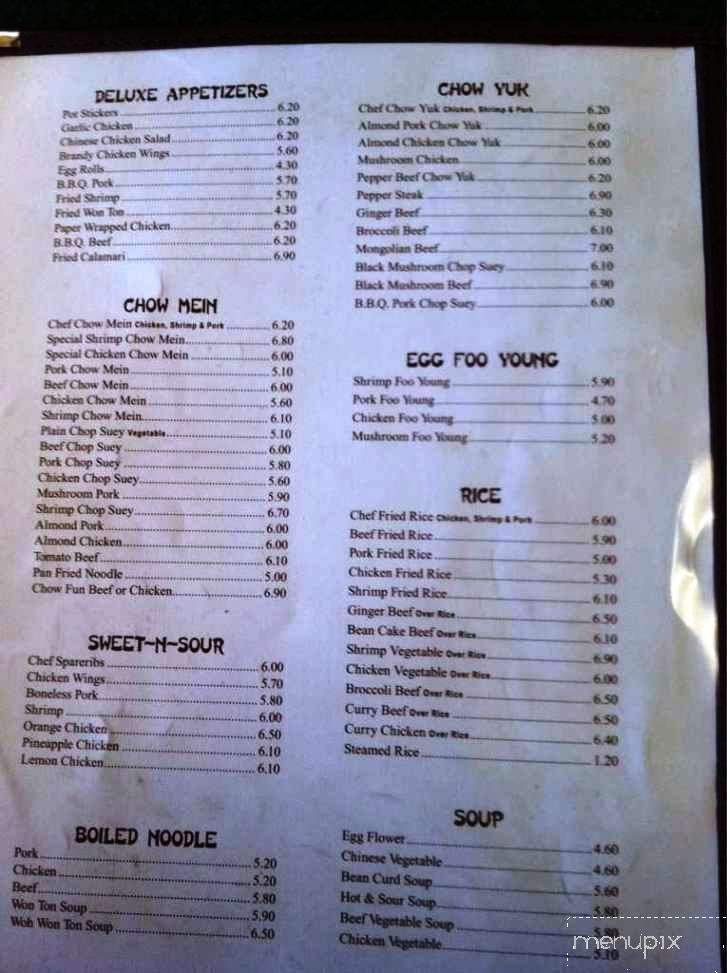 DELUXE APPETIZERS
Pot Stickers 6.20
Garlic Chicken 6.20
Chinese Chicken Salad 6.20
Brandy Chicken Wings 5.60
Egg Rolls 4.30
B.B.Q. Pork 5.70
Fried Shrimp 5.70
Fried Won Ton 4.30
Paper Wrapped Chicken 6.20
B.B.Q. Beef 6.20
Fried Calamari 6.90
CHOW MEIN
Chef Chow Mein Chicken, Shrimp & Pork 6.20
Special Shrimp Chow Mein 6.80
Special Chicken Chow Mein 6.00
Pork Chow Mein 5.10
Beef Chow Mein 6.00
Chicken Chow Mein 5.60
Shrimp Chow Mein 6.10
Plain Chop Suey Vegetable 5.10
Beef Chop Suey 6.00
Pork Chop Suey 5.80
Chicken Chop Suey 5.60
Mushroom Pork 5.90
Shrimp Chop Suey 6.70
Almond Pork 6.00
Almond Chicken 6.00
Tomato Beef 6.10
Pan Fried Noodle 5.00
Chow Fun Beef or Chicken 6.90
SWEET-N-SOUR
Chef Spareribs 6.00
Chicken Wings 5.70
Boneless Pork 5.80
Shrimp 6.00
Orange Chicken 6.50
Pineapple Chicken 6.10
Lemon Chicken 6.10
BOILED NOODLE
Pork 5.20
Chicken 5.20
Beef 5.80
Won Ton Soup 5.90
Woh Won Ton Soup 6.50
CHOW YUK
Chef Chow Yuk Chicken, Shrimp & Pork 6.20
Almond Pork Chow Yuk 6.00
Almond Chicken Chow Yuk 6.00
Mushroom Chicken 6.00
Pepper Beef Chow Yuk 6.20
Pepper Steak 6.90
Ginger Beef 6.30
Broccoli Beef 6.10
Mongolian Beef 7.00
Black Mushroom Chop Suey 6.10
Black Mushroom Beef 6.90
B.B.Q. Pork Chop Suey 6.00
EGG FOO YOUNG
Shrimp Foo Young 5.90
Pork Foo Young 4.70
Chicken Foo Young 5.00
Mushroom Foo Young 5.20
RICE
Chef Fried Rice Chicken, Shrimp & Pork 6.00
Beef Fried Rice 5.90
Pork Fried Rice 5.00
Chicken Fried Rice 5.30
Shrimp Fried Rice 6.10
Ginger Beef Over Rice 6.50
Bean Cake Beef Over Rice 6.10
Shrimp Vegetable Over Rice 6.90
Chicken Vegetable Over Rice 6.00
Broccoli Beef Over Rice 6.50
Curry Beef Over Rice 6.50
Curry Chicken Over Rice 6.40
Steamed Rice 1.20
SOUP
Egg Flower 4.60
Chinese Vegetable 4.60
Bean Curd Soup 5.60
Hot & Sour Soup 5.80
Beef Vegetable Soup 5.80
Chicken Vegetable 5.10
menupix